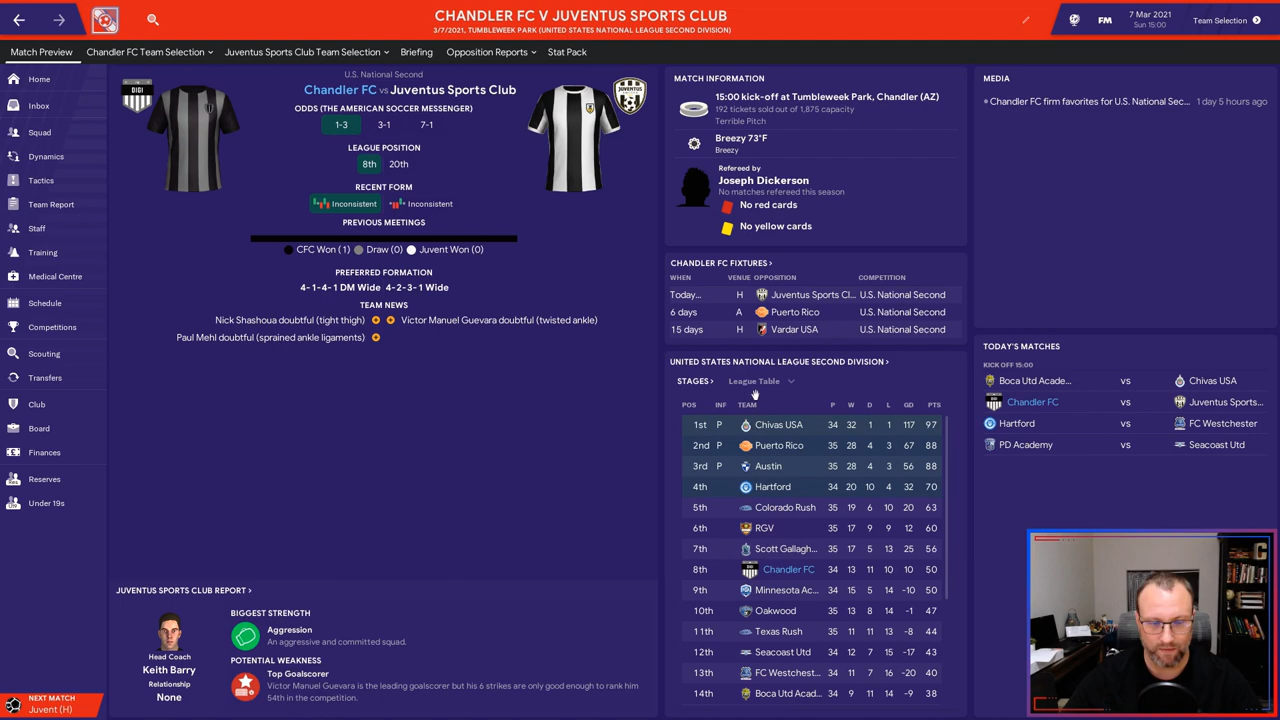 CHANDLER FC V JUVENTUS SPORTS CLUB
3/7/2021, TUMBLEWEEK PARK (UNITED STATES NATIONAL LEAGUE SECOND DIVISION)
FM
7 Mar 2021
Sun 15:00
Team Selection
Match Preview
Chandler FC Team Selection
Juventus Sports Club Team Selection
Briefing
Opposition Reports
Stat Pack
Home
Inbox
Squad
Dynamics
Tactics
Team Report
Staff
Training
Medical Centre
Schedule
Competitions
Scouting
Transfers
Club
Board
Finances
Reserves
Under 19s
NEXT MATCH
Juvent (H)
U.S. National Second
Chandler FC vs Juventus Sports Club
ODDS (THE AMERICAN SOCCER MESSENGER)
1-3 3-1 7-1
LEAGUE POSITION
8th 20th
RECENT FORM
Inconsistent Inconsistent
PREVIOUS MEETINGS
CFC Won (1) Draw (0) Juvent Won (0)
PREFERRED FORMATION
4-1-4-1 DM Wide 4-2-3-1 Wide
TEAM NEWS
Nick Shashoua doubtful (tight thigh) Victor Manuel Guevara doubtful (twisted ankle)
Paul Mehl doubtful (sprained ankle ligaments)
JUVENTUS SPORTS CLUB REPORT >
Head Coach
Keith Barry
Relationship
None
BIGGEST STRENGTH
Aggression
An aggressive and committed squad.
POTENTIAL WEAKNESS
Top Goalscorer
Victor Manuel Guevara is the leading goalscorer but his 6 strikes are only good enough to rank him
54th in the competition.
MATCH INFORMATION
15:00 kick-off at Tumbleweek Park, Chandler (AZ)
192 tickets sold out of 1,875 capacity
Terrible Pitch
Breezy 73°F
Breezy
Refereed by
Joseph Dickerson
No matches refereed this season
No red cards
No yellow cards
CHANDLER FC FIXTURES >
WHEN VENUE OPPOSITION COMPETITION
Today... H Juventus Sports Cl... U.S. National Second
6 days A Puerto Rico U.S. National Second
15 days H Vardar USA U.S. National Second
UNITED STATES NATIONAL LEAGUE SECOND DIVISION >
STAGES > League Table
POS INF TEAM P W D L GD PTS
1st P Chivas USA 34 32 1 1 117 97
2nd P Puerto Rico 35 28 4 3 67 88
3rd P Austin 35 28 4 3 56 88
4th Hartford 34 20 10 4 32 70
5th Colorado Rush 35 19 6 10 20 63
6th RGV 35 17 9 9 12 60
7th Scott Gallagh... 35 17 5 13 25 56
8th Chandler FC 34 13 11 10 10 50
9th Minnesota Ac... 34 15 5 14 -10 50
10th Oakwood 35 13 8 14 -1 47
11th Texas Rush 35 11 11 13 -8 44
12th Seacoast Utd 34 12 7 15 -17 43
13th FC Westchest... 34 11 7 16 -20 40
14th Boca Utd Acad... 34 9 11 14 -9 38
MEDIA
Chandler FC firm favorites for U.S. National Sec... 1 day 5 hours ago
TODAY'S MATCHES
KICK OFF 15:00
Boca Utd Acade... vs Chivas USA
Chandler FC vs Juventus Sports...
Hartford vs FC Westchester
PD Academy vs Seacoast Utd